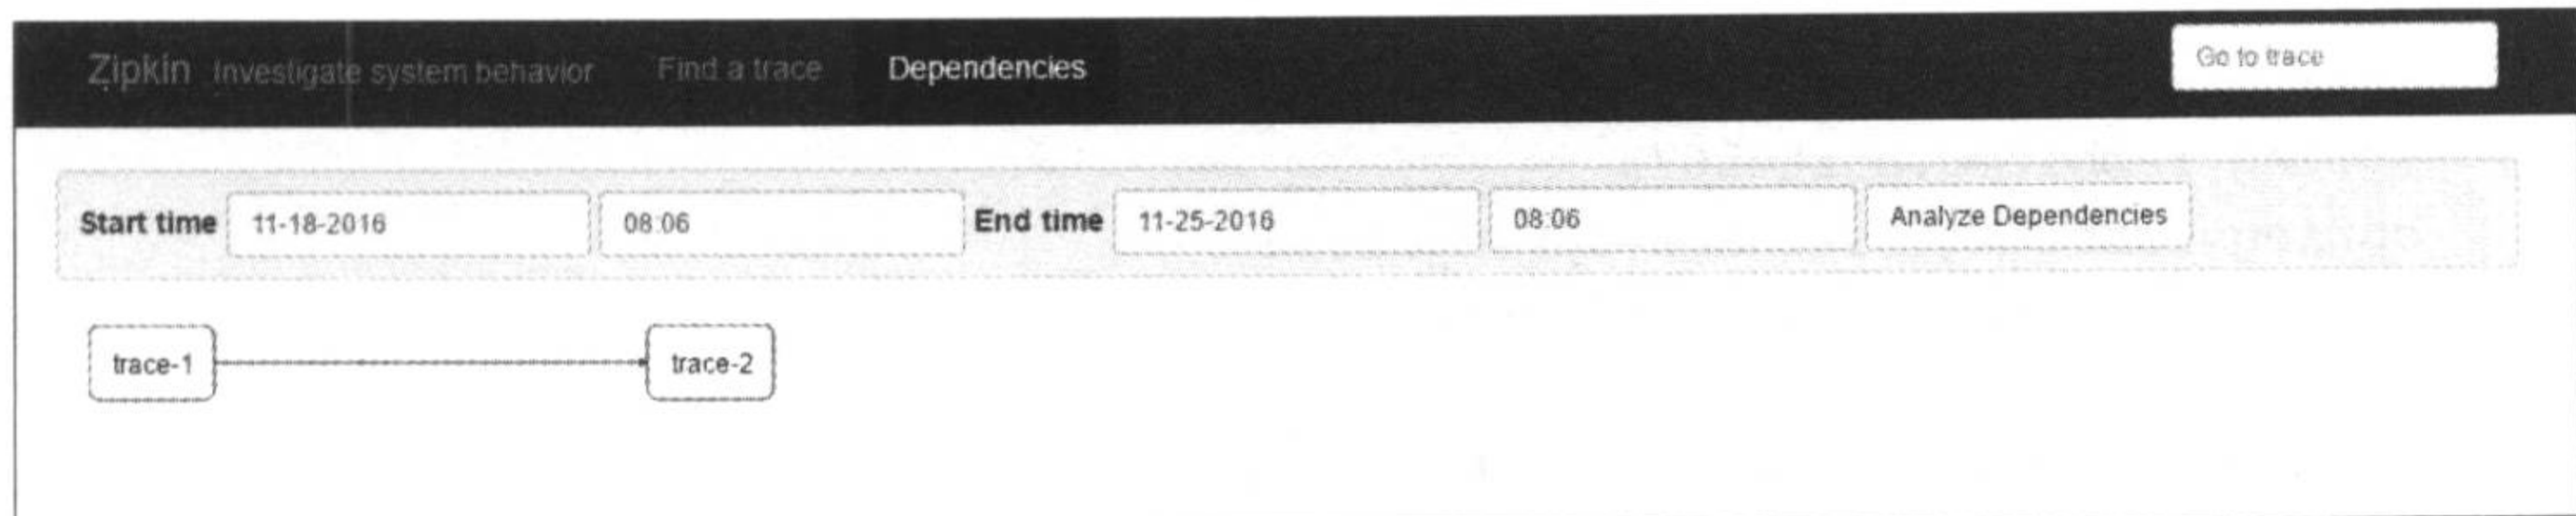 Zipkin Investigate system behavior Find a trace Dependencies Go to trace
Start time 11-18-2016 08:06 End time 11-25-2016 08:06 Analyze Dependencies
trace-1 trace-2